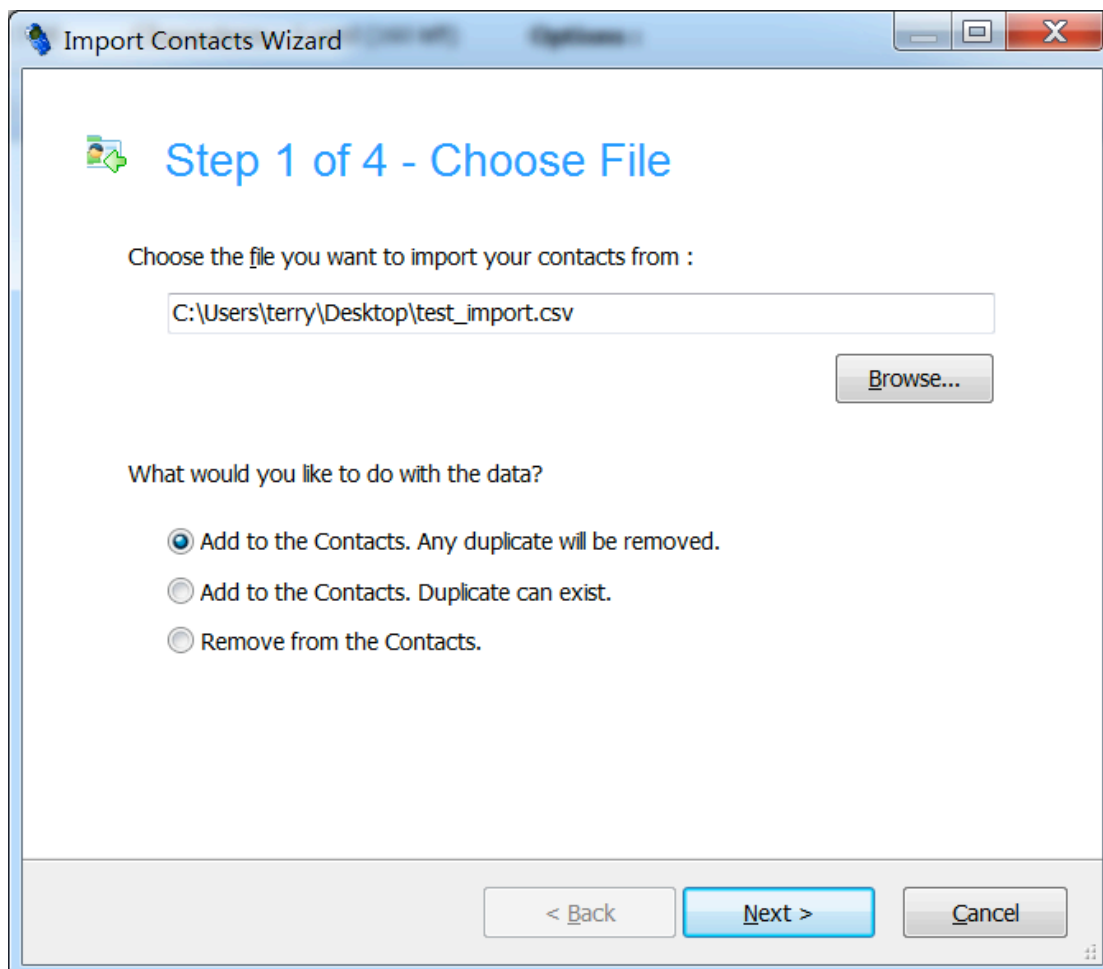 Import Contacts Wizard
Options :
Step 1 of 4 - Choose File
Choose the file you want to import your contacts from :
C:\Users\terry\Desktop\test_import.csv
Browse...
What would you like to do with the data?
Add to the Contacts. Any duplicate will be removed.
Add to the Contacts. Duplicate can exist.
Remove from the Contacts.
< Back
Next >
Cancel